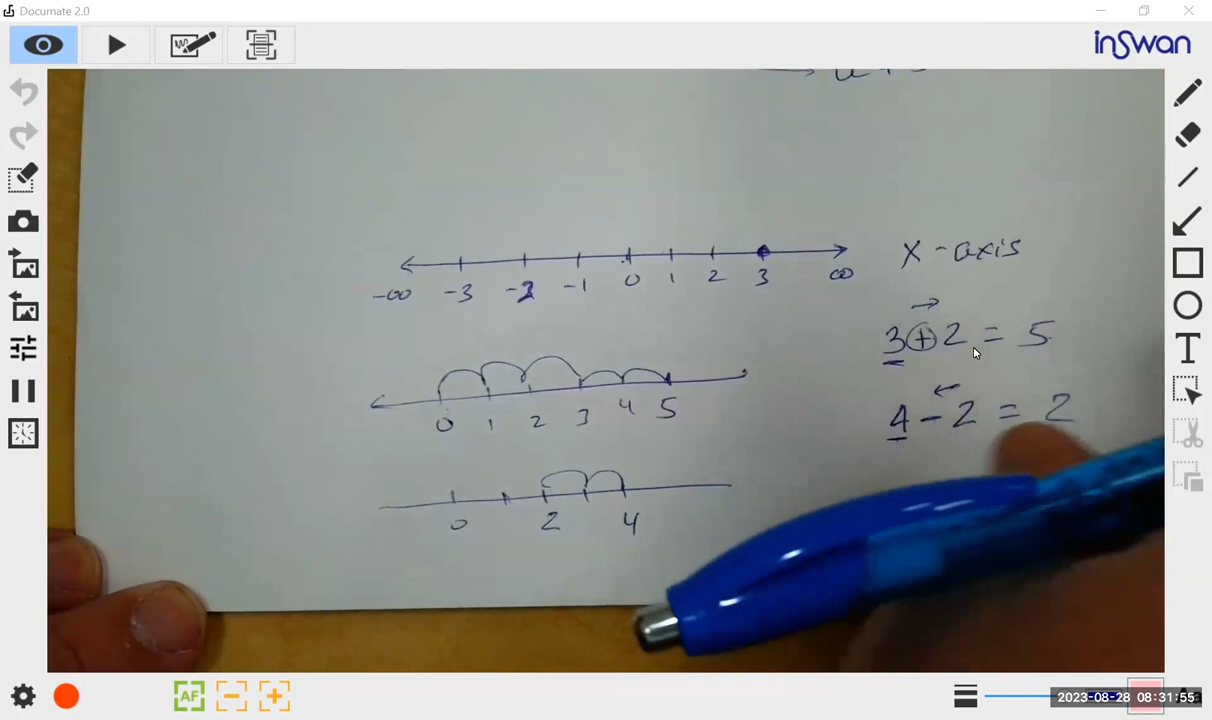 Documate 2.0
inSwan
x-axis
-∞ -3 -2 -1 0 1 2 3 ∞
→
3+2 = 5
0 1 2 3 4 5
←
4-2 = 2
0 2 4
AF
2023-08-28 08:31:55